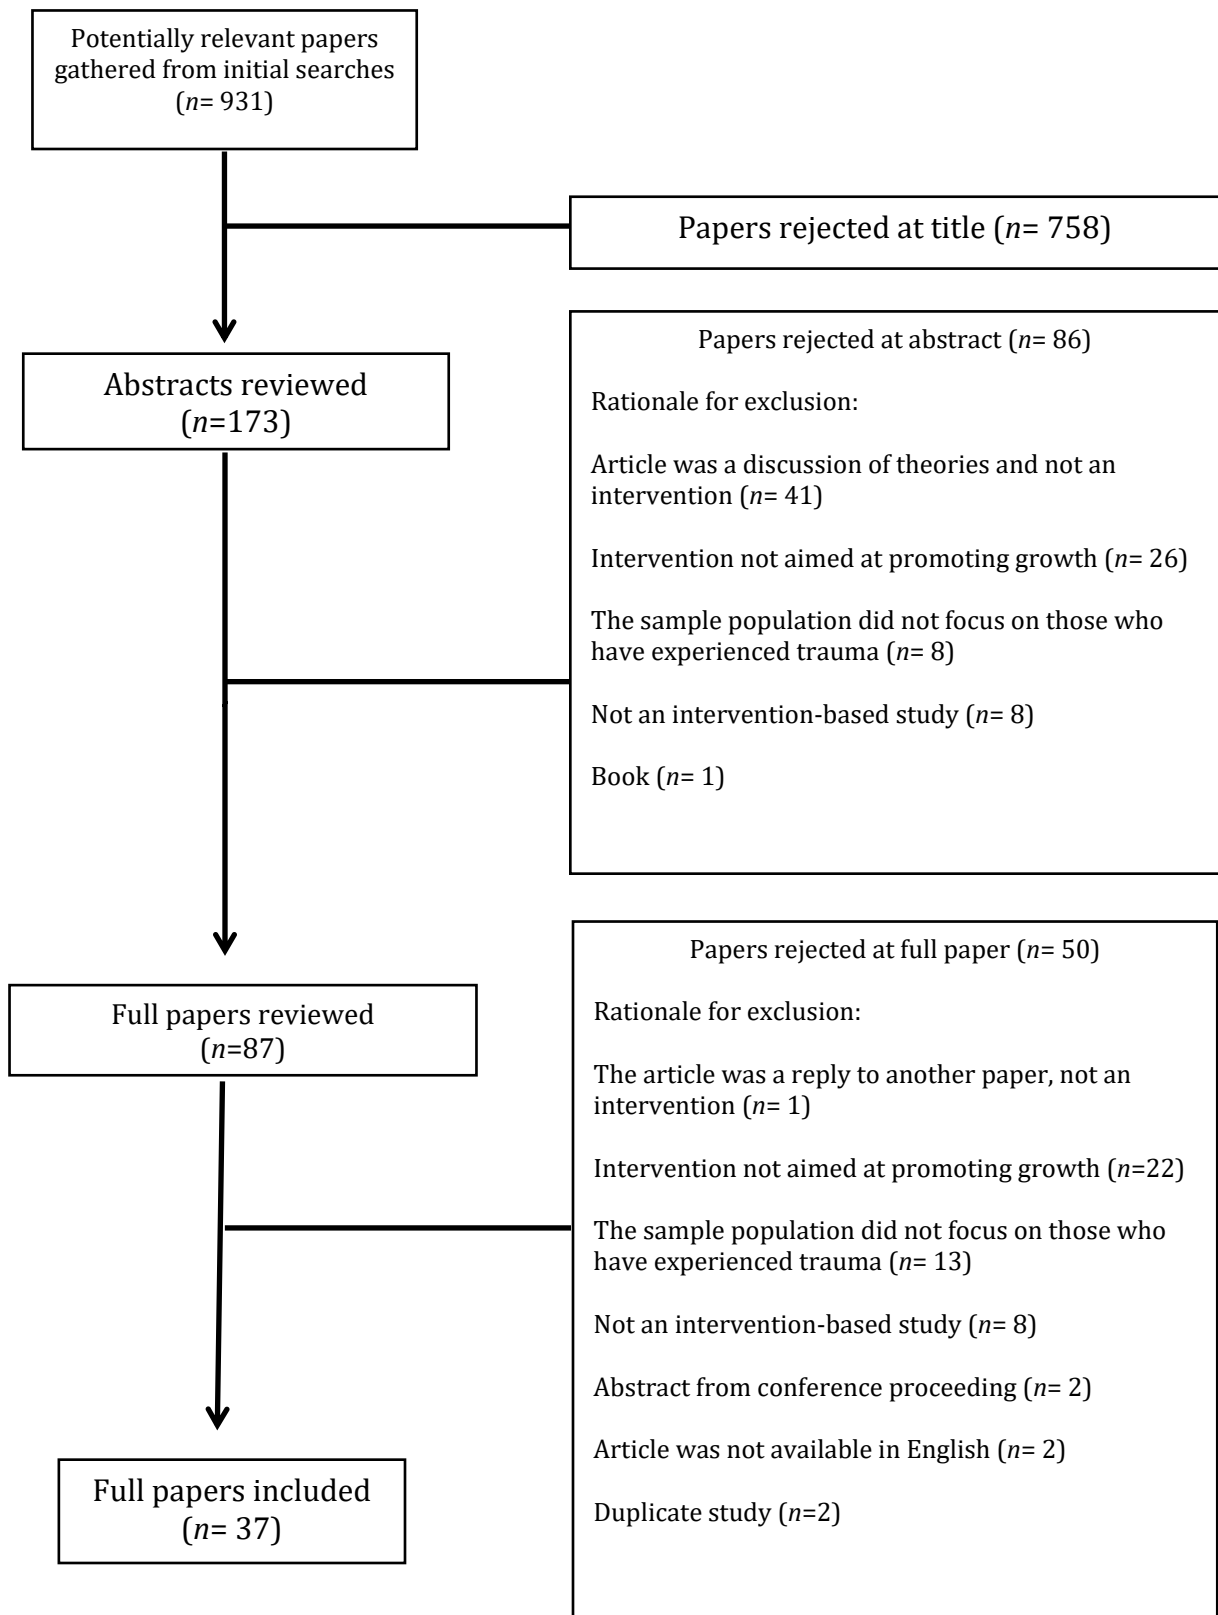 Potentially relevant papers
gathered from initial searches
(n= 931)
Papers rejected at title (n= 758)
Abstracts reviewed
(n=173)
Papers rejected at abstract (n= 86)
Rationale for exclusion:
Article was a discussion of theories and not an
intervention (n= 41)
Intervention not aimed at promoting growth (n= 26)
The sample population did not focus on those who
have experienced trauma (n= 8)
Not an intervention-based study (n= 8)
Book (n= 1)
Full papers reviewed
(n=87)
Papers rejected at full paper (n= 50)
Rationale for exclusion:
The article was a reply to another paper, not an
intervention (n= 1)
Intervention not aimed at promoting growth (n=22)
The sample population did not focus on those who
have experienced trauma (n= 13)
Not an intervention-based study (n= 8)
Abstract from conference proceeding (n= 2)
Article was not available in English (n= 2)
Duplicate study (n=2)
Full papers included
(n= 37)